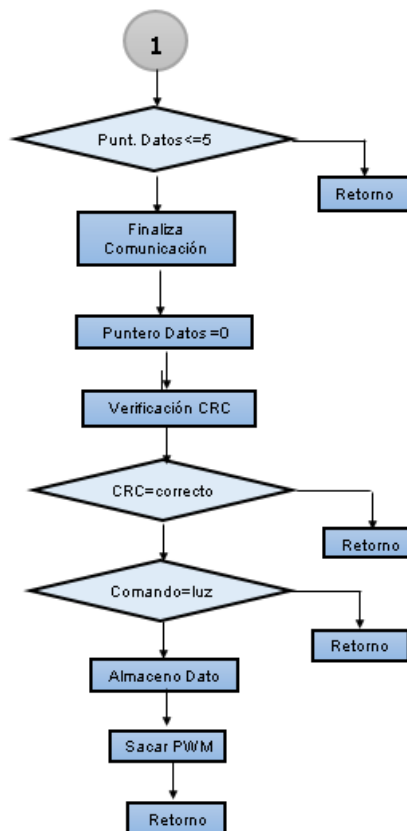 1
Punt. Datos<=5
Retorno
Finaliza
Comunicación
Puntero Datos =0
Verificación CRC
CRC=correcto
Retorno
Comando=luz
Retorno
Almaceno Dato
Sacar PWM
Retorno